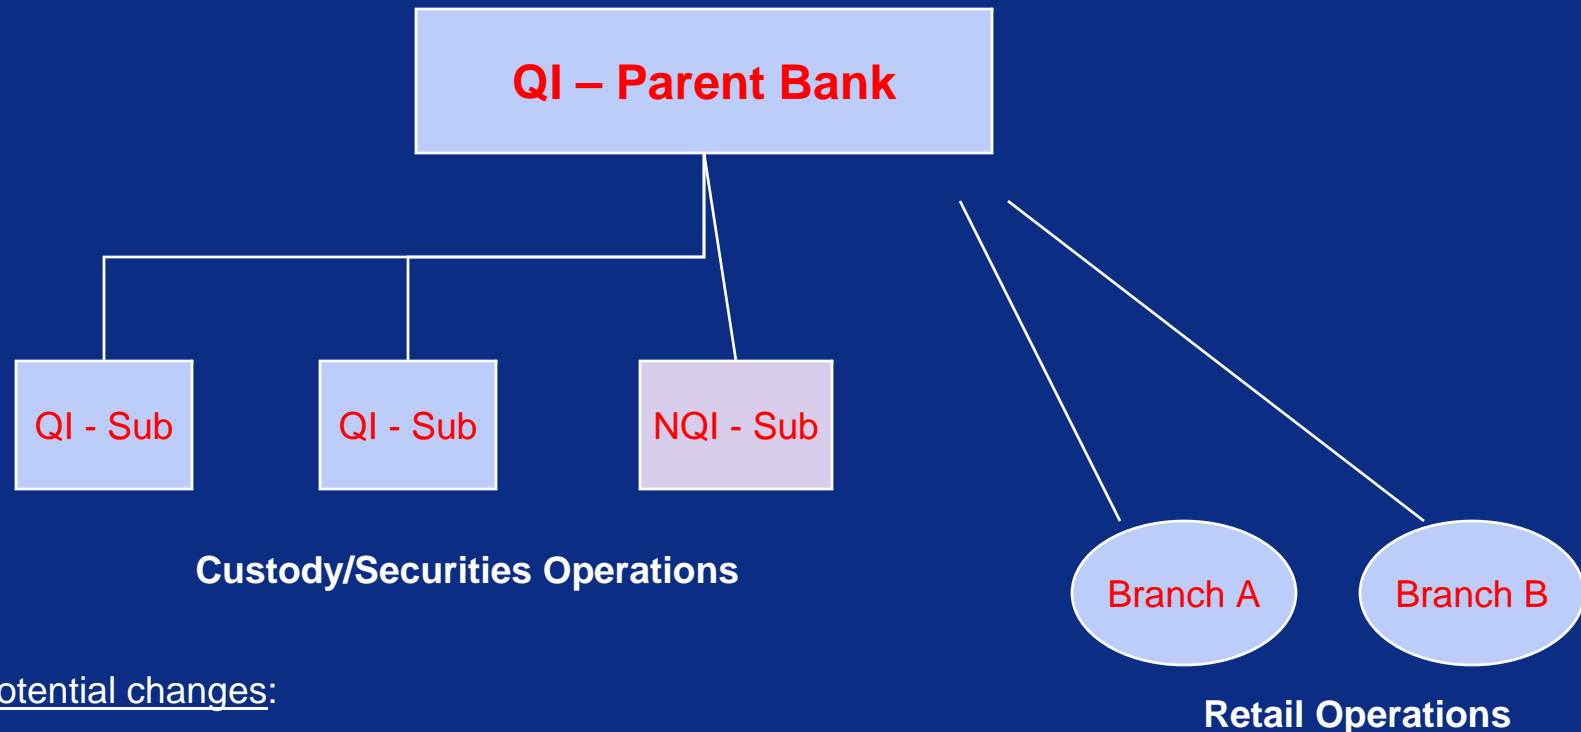 QI – Parent Bank
QI - Sub
QI - Sub
NQI - Sub
Custody/Securities Operations
Branch A
Branch B
otential changes:
Retail Operations